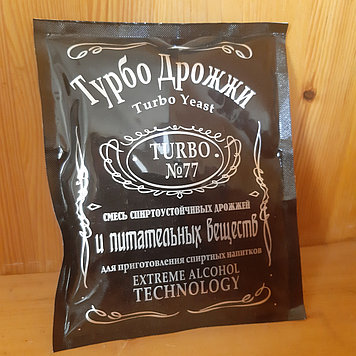 Турбо Дрожжи
Turbo Yeast
TURBO
№77
СМЕСЬ СПИРТОУСТОЙЧИВЫХ ДРОЖЖЕЙ
и питательных веществ
для приготовления спиртных напитков
EXTREME ALCOHOL
TECHNOLOGY